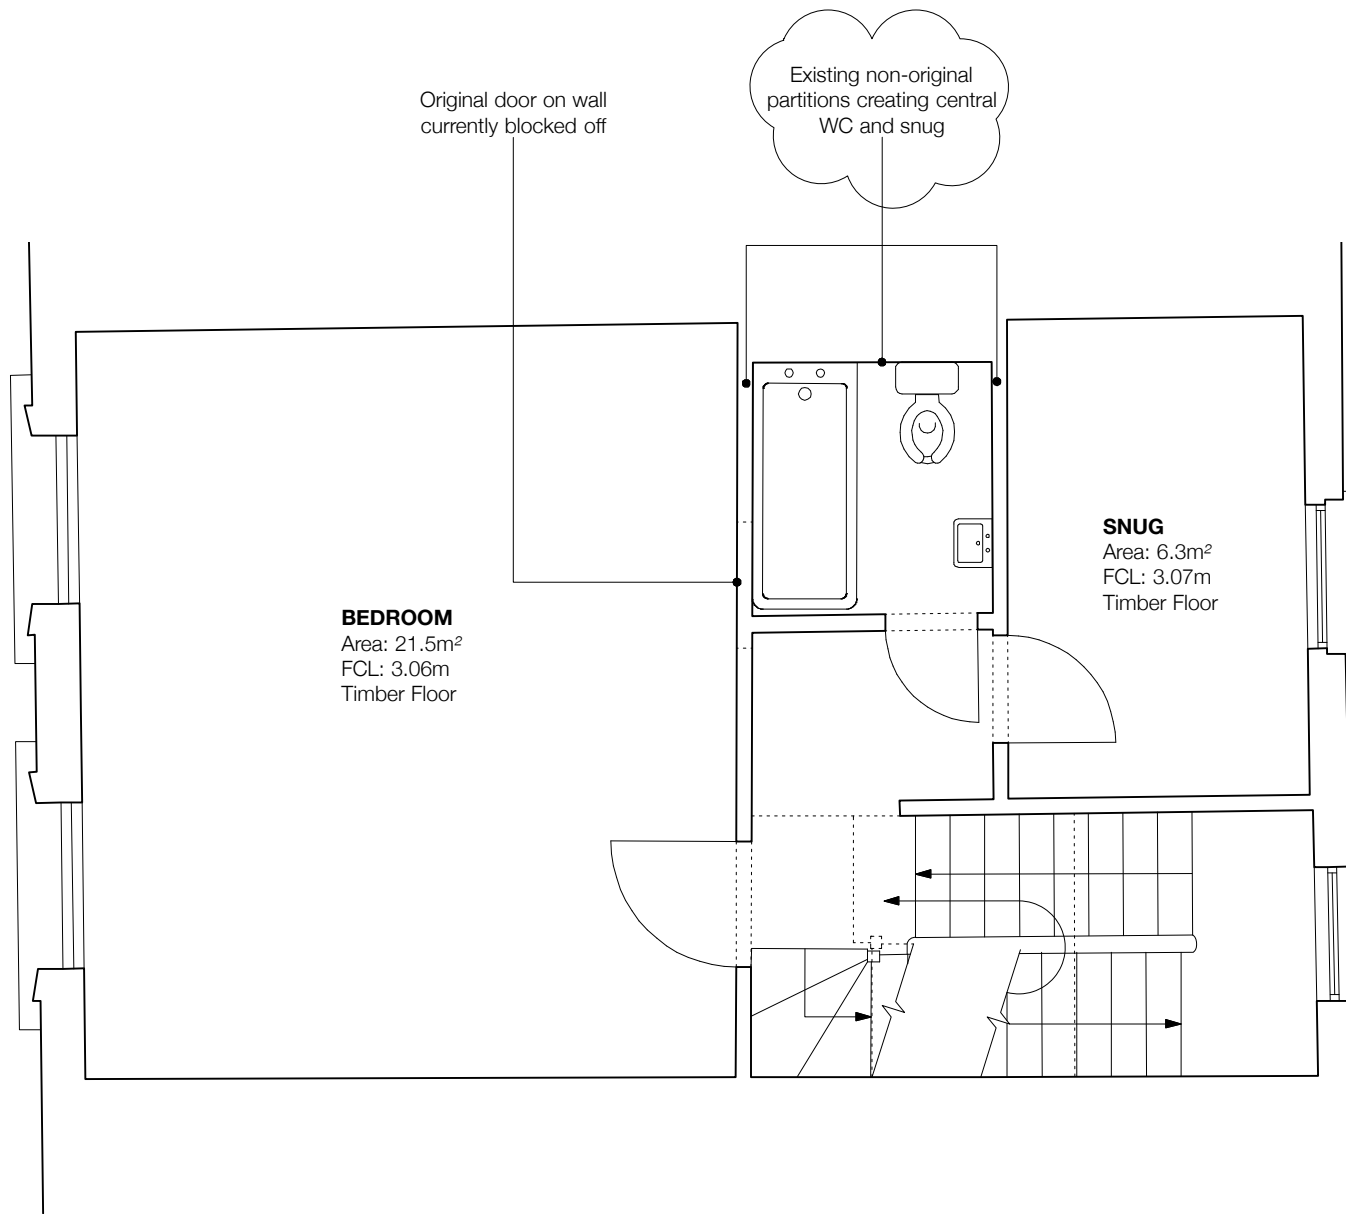 Original door on wall
currently blocked off
Existing non-original
partitions creating central
WC and snug
SNUG
Area: 6.3m²
FCL: 3.07m
Timber Floor
BEDROOM
Area: 21.5m²
FCL: 3.06m
Timber Floor